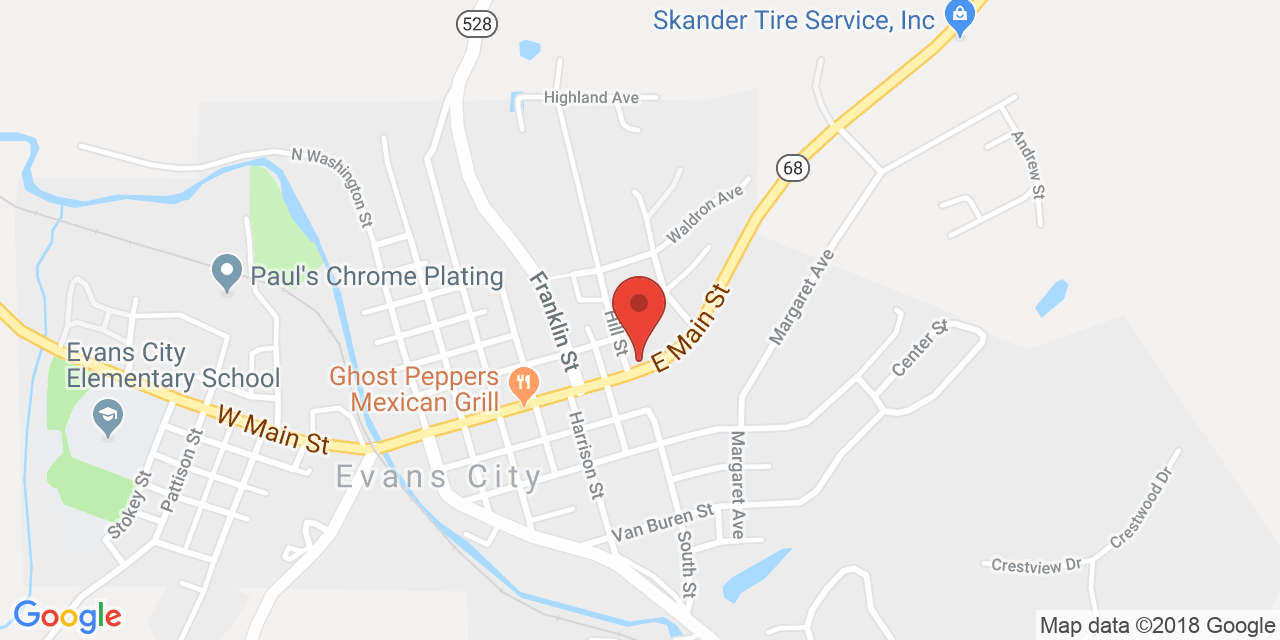 528
Skander Tire Service, Inc
Highland Ave
Andrew St
N Washington St
68
Waldron Ave
Paul's Chrome Plating
Franklin St
Hill St
E Main St
Margaret Ave
Center St
Evans City
Elementary School
Ghost Peppers
Mexican Grill
W Main St
Harrison St
Evans City
Pattison St
Stokey St
Margaret Ave
Van Buren St
South St
Crestwood Dr
Crestview Dr
Google
Map data ©2018 Google